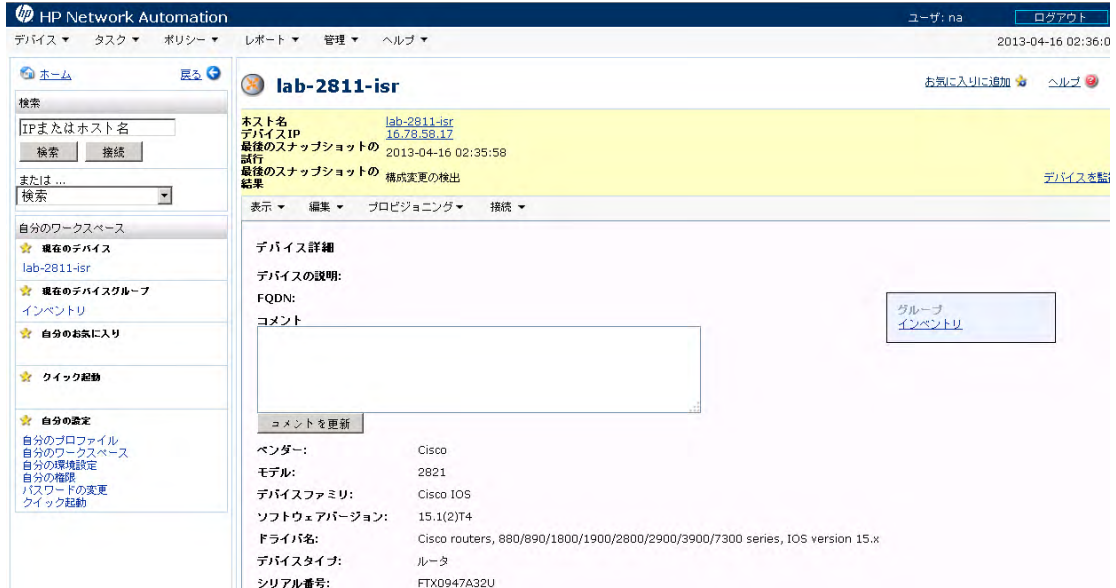 HP Network Automation
ユーザ: na
ログアウト
デバイス タスク ポリシー レポート 管理 ヘルプ
2013-04-16 02:36:0
ホーム 戻る
検索
IPまたはホスト名
検索 接続
または ...
検索
自分のワークスペース
現在のデバイス
lab-2811-isr
現在のデバイスグループ
インベントリ
自分のお気に入り
クイック起動
自分の設定
自分のプロファイル
自分のワークスペース
自分の環境設定
自分の権限
パスワードの変更
クイック起動
lab-2811-isr
お気に入りに追加 ヘルプ
ホスト名 lab-2811-isr
デバイスIP 16.78.58.17
最後のスナップショットの試行 2013-04-16 02:35:58
最後のスナップショットの結果 構成変更の検出
デバイスを監
表示 編集 プロビジョニング 接続
デバイス詳細
デバイスの説明:
FQDN:
コメント
コメントを更新
グループ
インベントリ
ベンダー: Cisco
モデル: 2821
デバイスファミリ: Cisco IOS
ソフトウェアバージョン: 15.1(2)T4
ドライバ名: Cisco routers, 880/890/1800/1900/2800/2900/3900/7300 series, IOS version 15.x
デバイスタイプ: ルータ
シリアル番号: FTX0947A32U